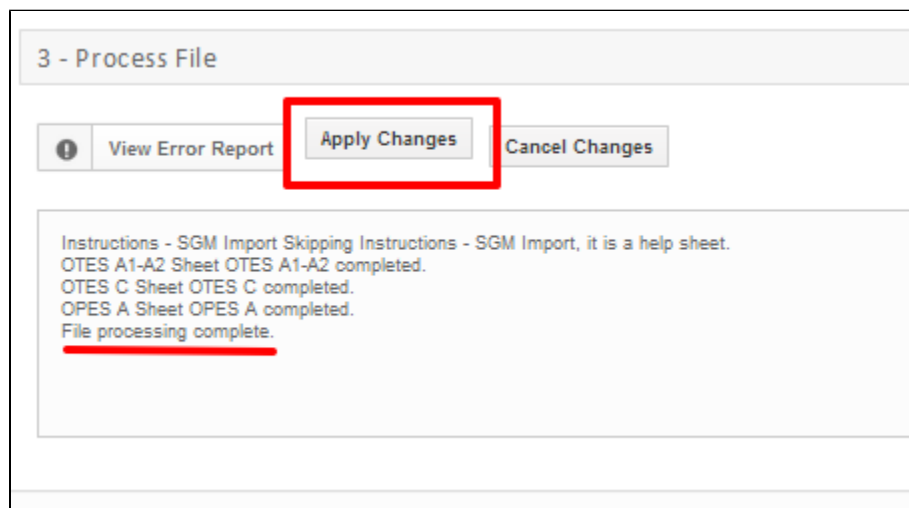 3 - Process File
View Error Report
Apply Changes
Cancel Changes
Instructions - SGM Import Skipping Instructions - SGM Import, it is a help sheet.
OTES A1-A2 Sheet OTES A1-A2 completed.
OTES C Sheet OTES C completed.
OPES A Sheet OPES A completed.
File processing complete.